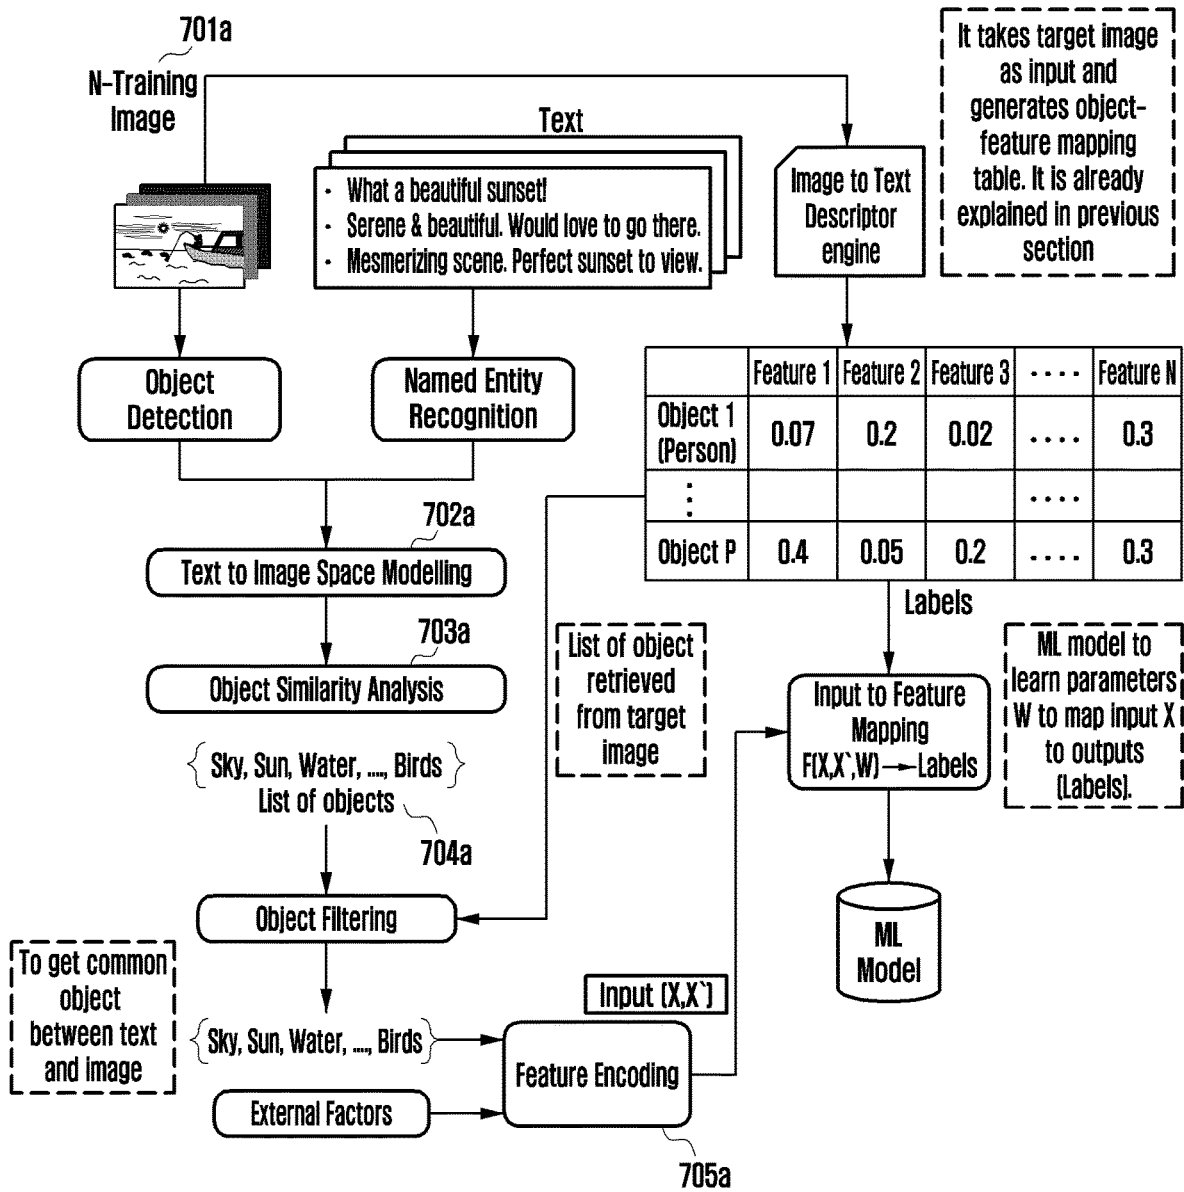 701a
N-Training
Image
Text
· What a beautiful sunset!
· Serene & beautiful. Would love to go there.
· Mesmerizing scene. Perfect sunset to view.
Image to Text
Descriptor
engine
It takes target image
as input and
generates object-
feature mapping
table. It is already
explained in previous
section
Object
Detection
Named Entity
Recognition
Feature 1 Feature 2 Feature 3 .... Feature N
Object 1
(Person) 0.07 0.2 0.02 .... 0.3
⋮ ....
Object P 0.4 0.05 0.2 .... 0.3
Labels
702a
Text to Image Space Modelling
703a
Object Similarity Analysis
{Sky, Sun, Water, ...., Birds}
List of objects
704a
List of object
retrieved
from target
image
Input to Feature
Mapping
F(X,X`,W) → Labels
ML model to
learn parameters
W to map input X
to outputs
(Labels).
Object Filtering
ML
Model
To get common
object
between text
and image
{Sky, Sun, Water, ...., Birds}
Input (X,X`)
Feature Encoding
External Factors
705a